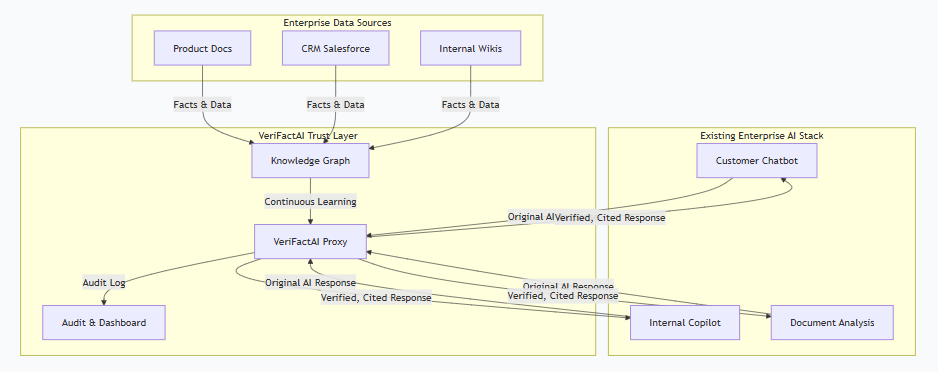 Enterprise Data Sources
Product Docs
CRM Salesforce
Internal Wikis
Facts & Data
Facts & Data
Facts & Data
VeriFactAI Trust Layer
Existing Enterprise AI Stack
Knowledge Graph
Customer Chatbot
Continuous Learning
Original AI
Verified, Cited Response
VeriFactAI Proxy
Audit Log
Original AI Response
Original AI Response
Verified, Cited Response
Verified, Cited Response
Audit & Dashboard
Internal Copilot
Document Analysis